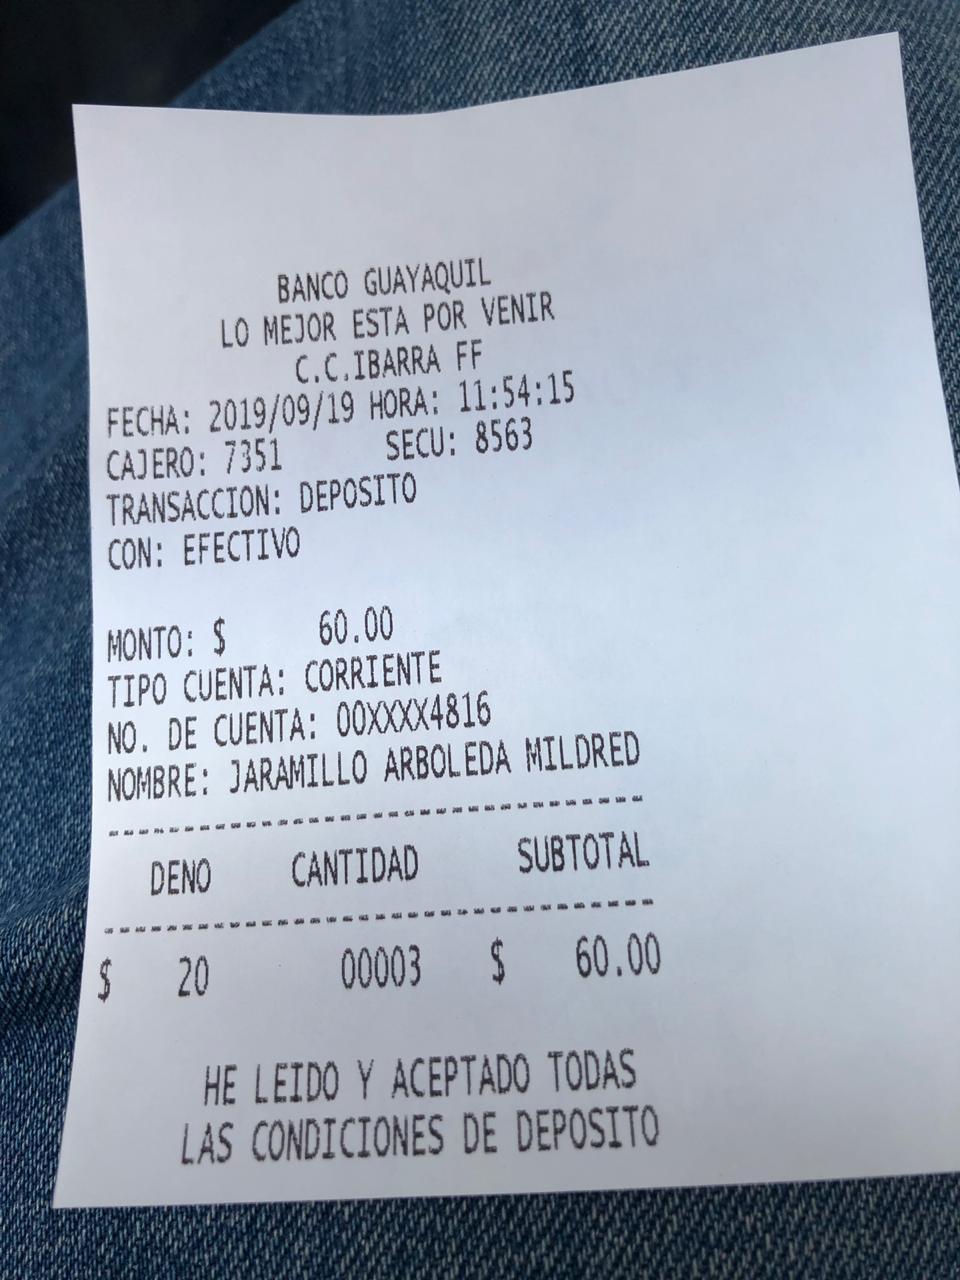 BANCO GUAYAQUIL
LO MEJOR ESTA POR VENIR
C.C.IBARRA FF
FECHA: 2019/09/19 HORA: 11:54:15
CAJERO: 7351 SECU: 8563
TRANSACCION: DEPOSITO
CON: EFECTIVO
MONTO: $ 60.00
TIPO CUENTA: CORRIENTE
NO. DE CUENTA: 00XXXX4816
NOMBRE: JARAMILLO ARBOLEDA MILDRED
DENO CANTIDAD SUBTOTAL
$ 20 00003 $ 60.00
HE LEIDO Y ACEPTADO TODAS
LAS CONDICIONES DE DEPOSITO